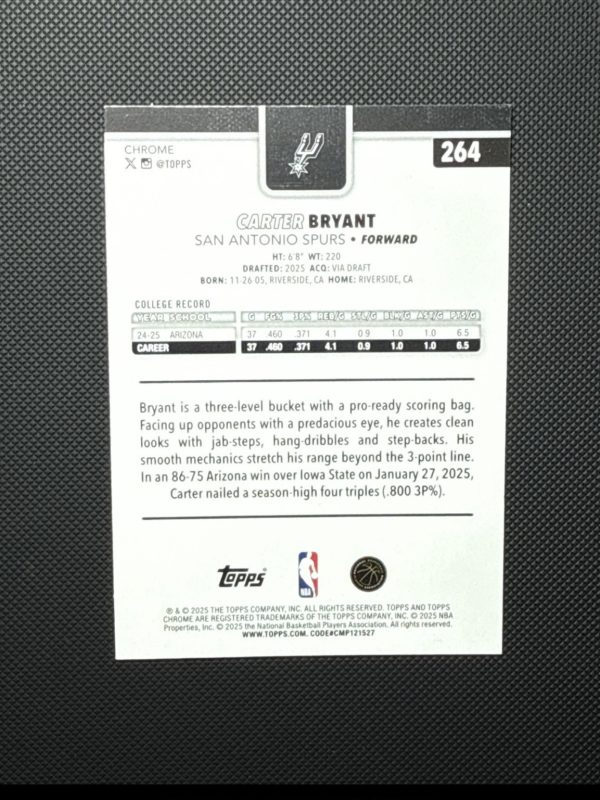 CHROME
@TOPPS
264
CARTER BRYANT
SAN ANTONIO SPURS • FORWARD
HT: 6'8" WT: 220
DRAFTED: 2025 ACQ: VIA DRAFT
BORN: 11-26-05, RIVERSIDE, CA HOME: RIVERSIDE, CA
COLLEGE RECORD
YEAR SCHOOL G FG% 3P% REB/G STL/G BLK/G AST/G PTS/G
24-25 ARIZONA 37 .460 .371 4.1 0.9 1.0 1.0 6.5
CAREER 37 .460 .371 4.1 0.9 1.0 1.0 6.5
Bryant is a three-level bucket with a pro-ready scoring bag.
Facing up opponents with a predacious eye, he creates clean
looks with jab-steps, hang-dribbles and step-backs. His
smooth mechanics stretch his range beyond the 3-point line.
In an 86-75 Arizona win over Iowa State on January 27, 2025,
Carter nailed a season-high four triples (.800 3P%).
Topps
NBA
® & © 2025 THE TOPPS COMPANY, INC. ALL RIGHTS RESERVED. TOPPS AND TOPPS
CHROME ARE REGISTERED TRADEMARKS OF THE TOPPS COMPANY, INC. © 2025 NBA
Properties, Inc. © 2025 the National Basketball Players Association. All rights reserved.
WWW.TOPPS.COM. CODE#CMP121527